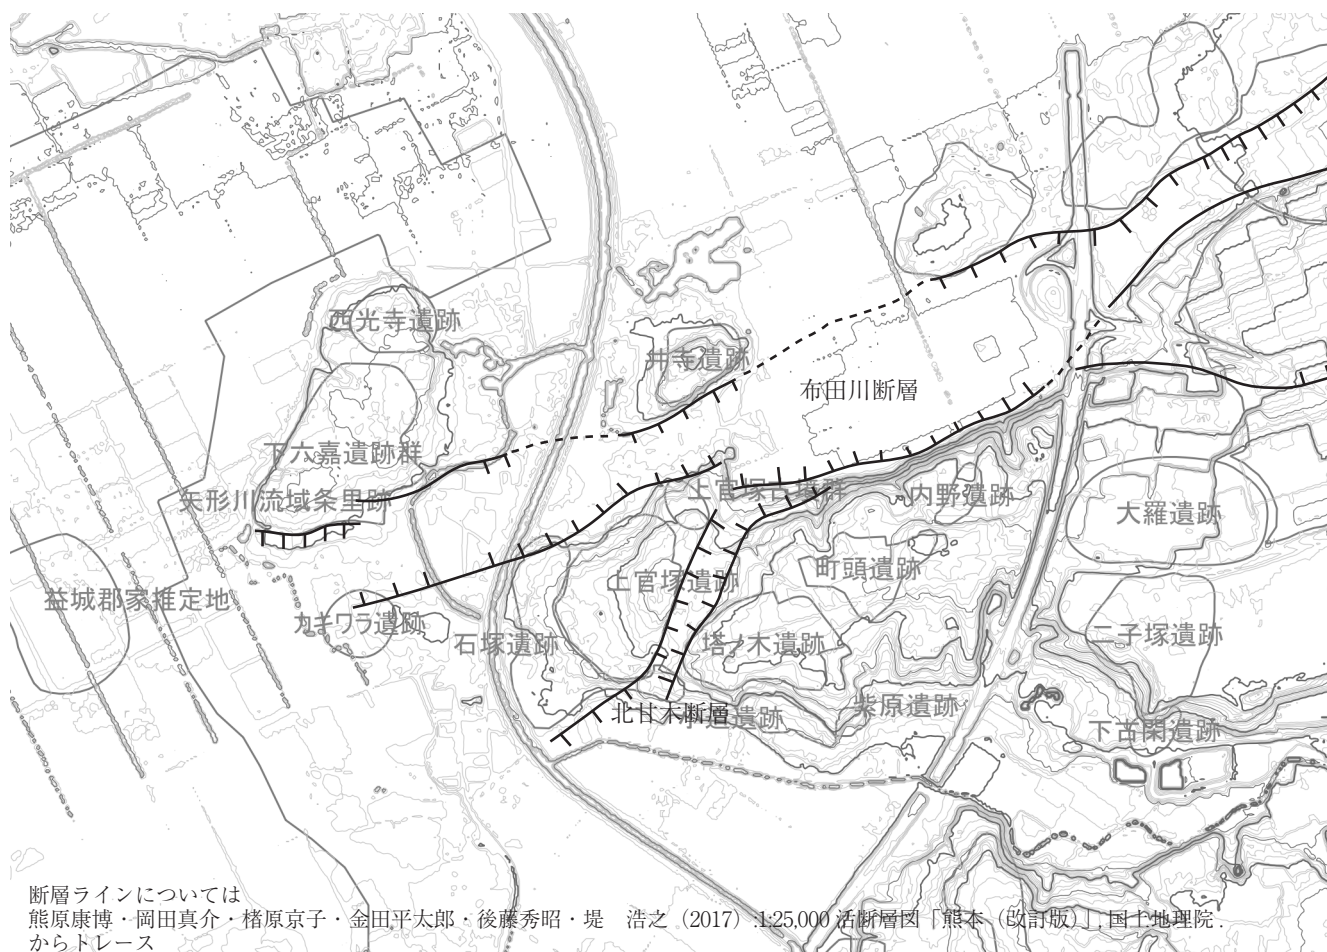 西光寺遺跡
井寺遺跡
布田川断層
下六嘉遺跡群
矢形川流域条里跡
上官塚古墳群
内野遺跡
大羅遺跡
益城郡家推定地
カキワラ遺跡
石塚遺跡
上官塚遺跡
町頭遺跡
塔ノ木遺跡
二子塚遺跡
北甘木断層
遺跡
紫原遺跡
下古閑遺跡
断層ラインについては
熊原康博・岡田真介・楮原京子・金田平太郎・後藤秀昭・堤　浩之（2017）:1:25,000 活断層図「熊本（改訂版）」, 国土地理院.
からトレース